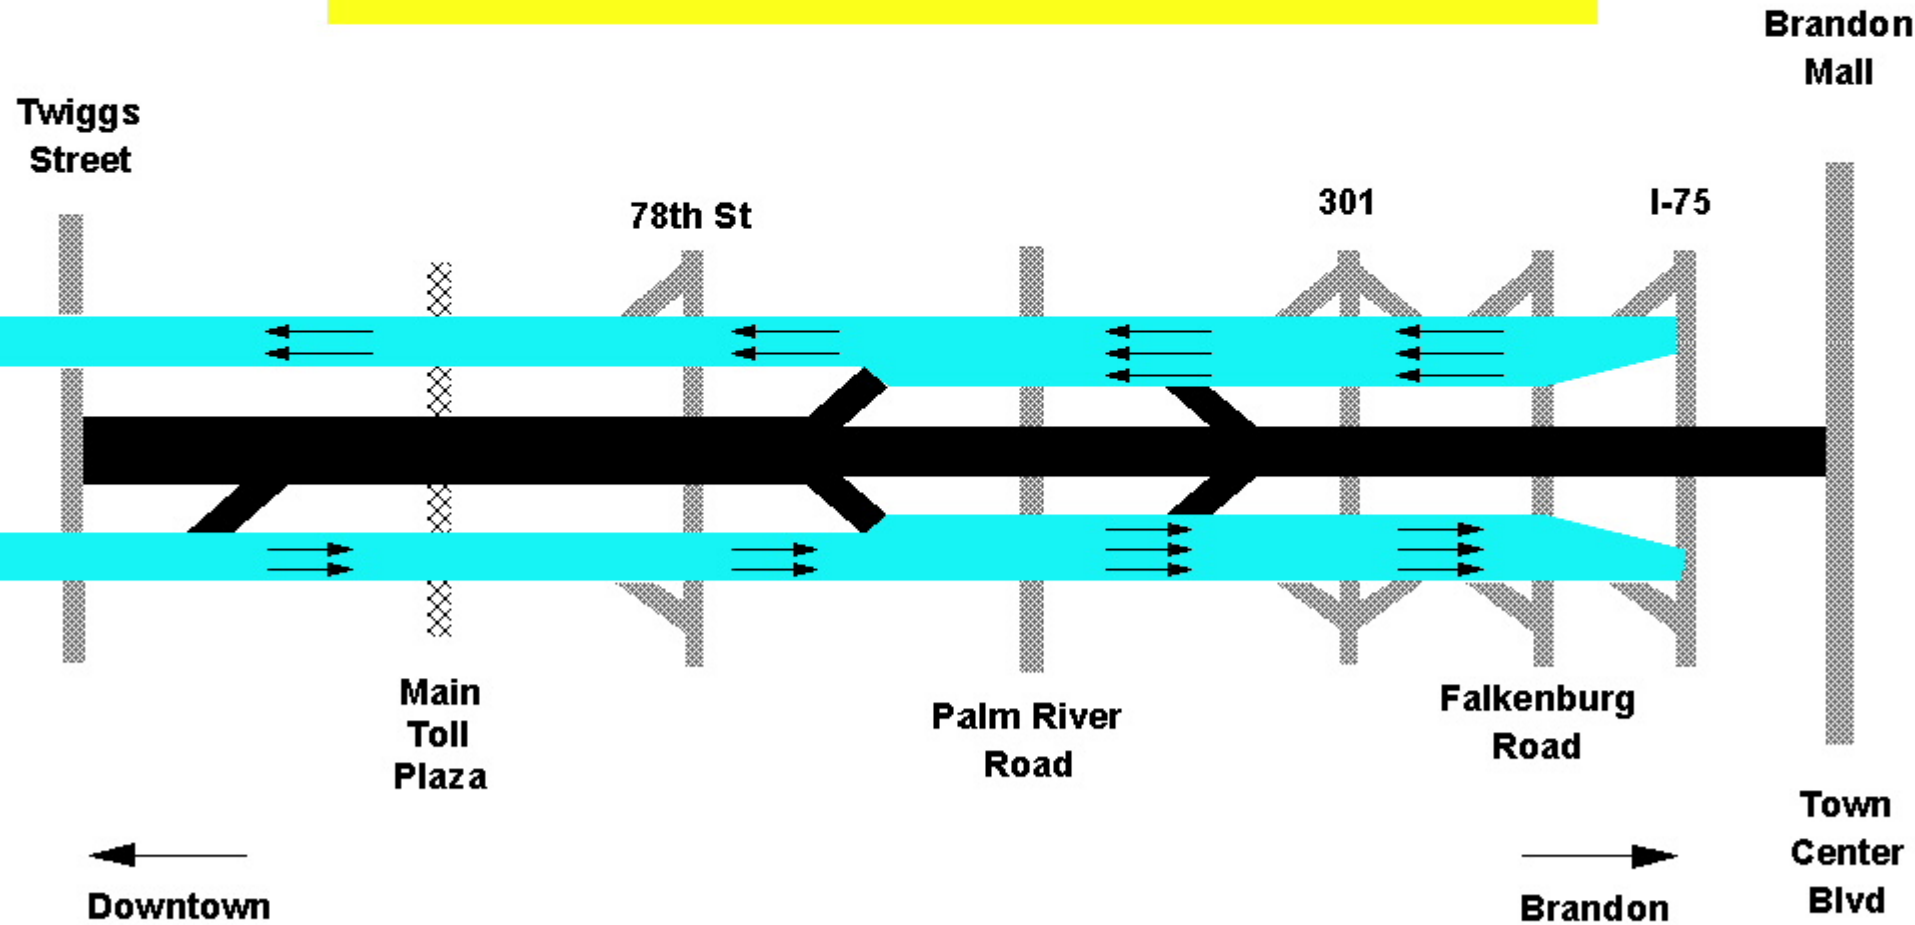 Brandon
Mall
Twiggs
Street
78th St
301
I-75
Main
Toll
Plaza
Palm River
Road
Falkenburg
Road
Town
Center
Blvd
Downtown
Brandon